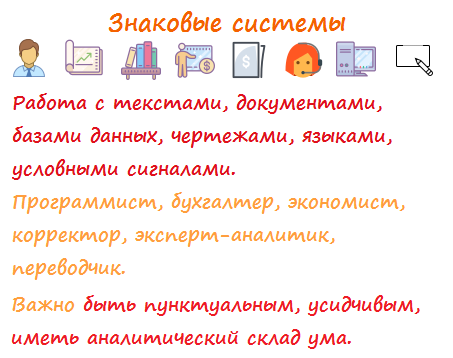 Знаковые системы
Работа с текстами, документами,
базами данных, чертежами, языками,
условными сигналами.
Программист, бухгалтер, экономист,
корректор, эксперт-аналитик,
переводчик.
Важно быть пунктуальным, усидчивым,
иметь аналитический склад ума.